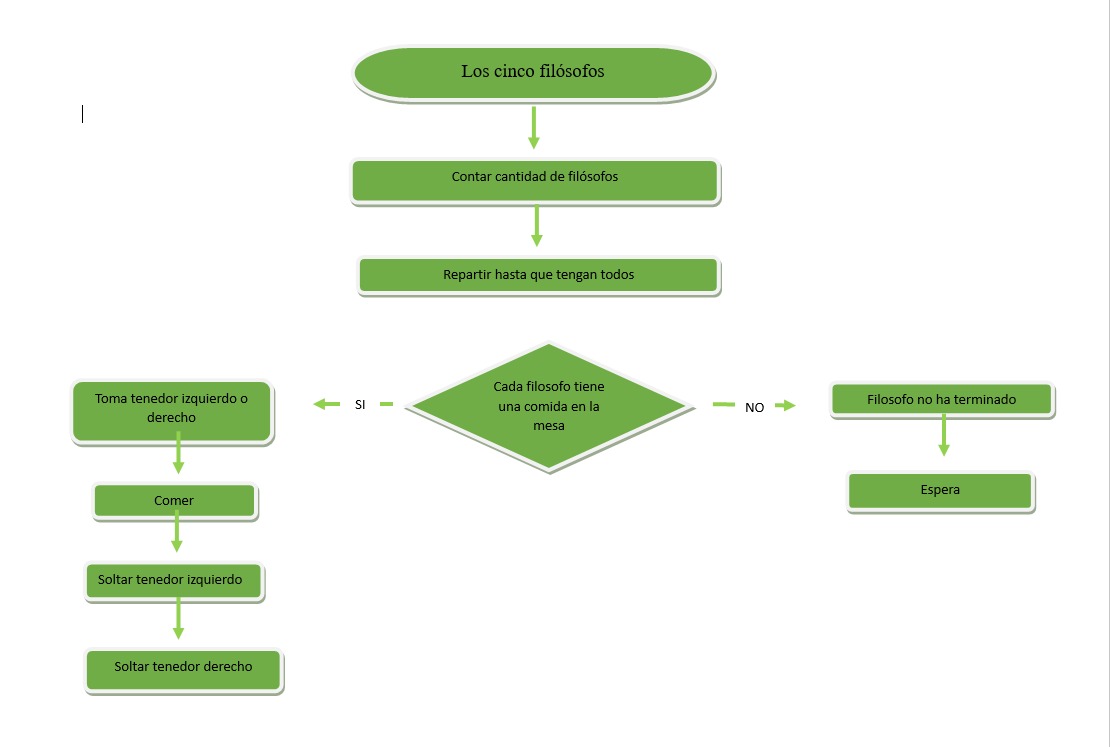 Los cinco filósofos
Contar cantidad de filósofos
Repartir hasta que tengan todos
Cada filosofo tiene
una comida en la
mesa
SI
NO
Toma tenedor izquierdo o
derecho
Comer
Soltar tenedor izquierdo
Soltar tenedor derecho
Filosofo no ha terminado
Espera